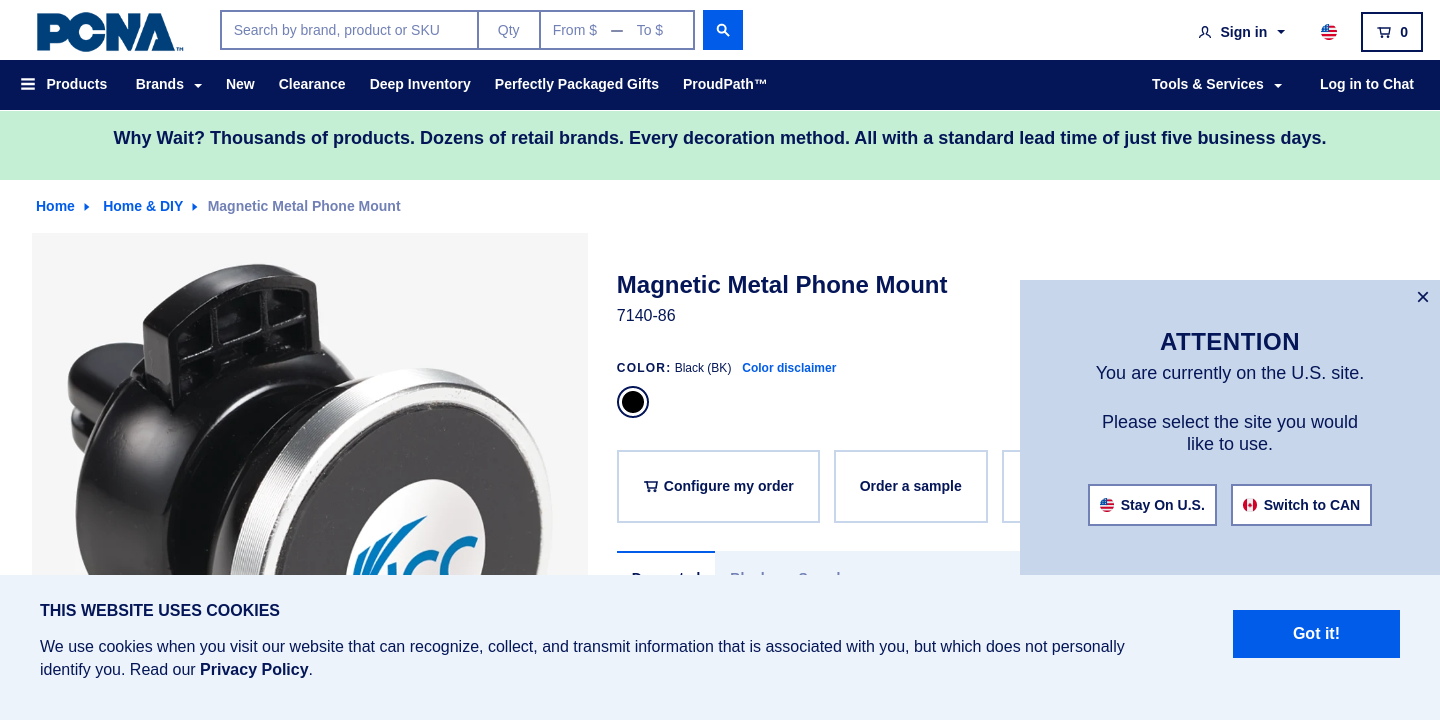 PCNA™
Search by brand, product or SKU
Qty
From $ — To $
Sign in
0
Products
Brands
New
Clearance
Deep Inventory
Perfectly Packaged Gifts
ProudPath™
Tools & Services
Log in to Chat
Why Wait? Thousands of products. Dozens of retail brands. Every decoration method. All with a standard lead time of just five business days.
Home
Home & DIY
Magnetic Metal Phone Mount
Magnetic Metal Phone Mount
7140-86
COLOR: Black (BK)
Color disclaimer
Configure my order
Order a sample
×
ATTENTION
You are currently on the U.S. site.
Please select the site you would
like to use.
Stay On U.S.
Switch to CAN
THIS WEBSITE USES COOKIES
We use cookies when you visit our website that can recognize, collect, and transmit information that is associated with you, but which does not personally
identify you. Read our Privacy Policy.
Got it!